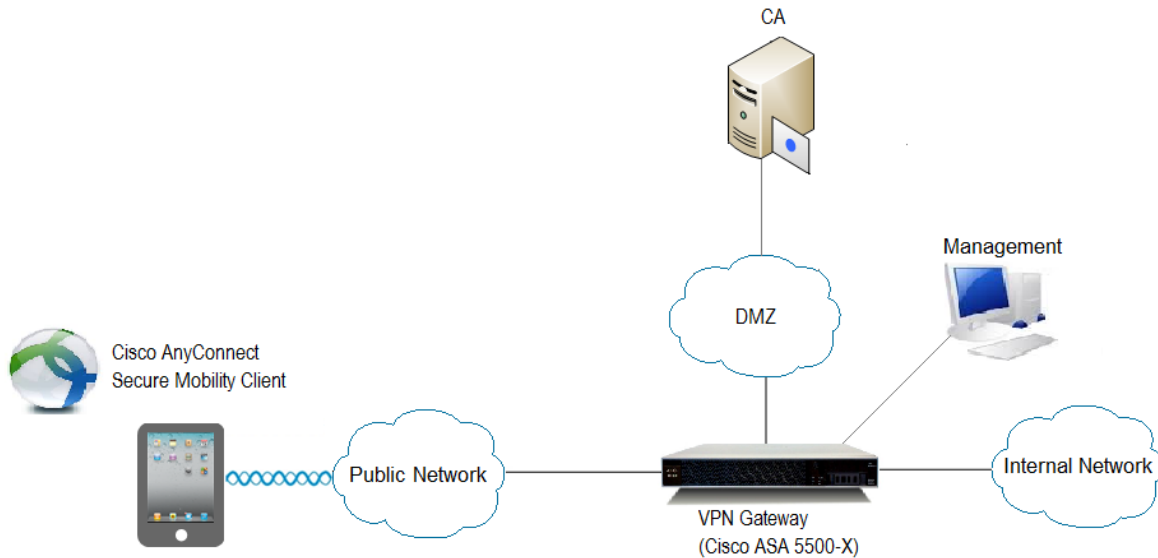 CA
Management
DMZ
Cisco AnyConnect
Secure Mobility Client
Public Network
Internal Network
VPN Gateway
(Cisco ASA 5500-X)